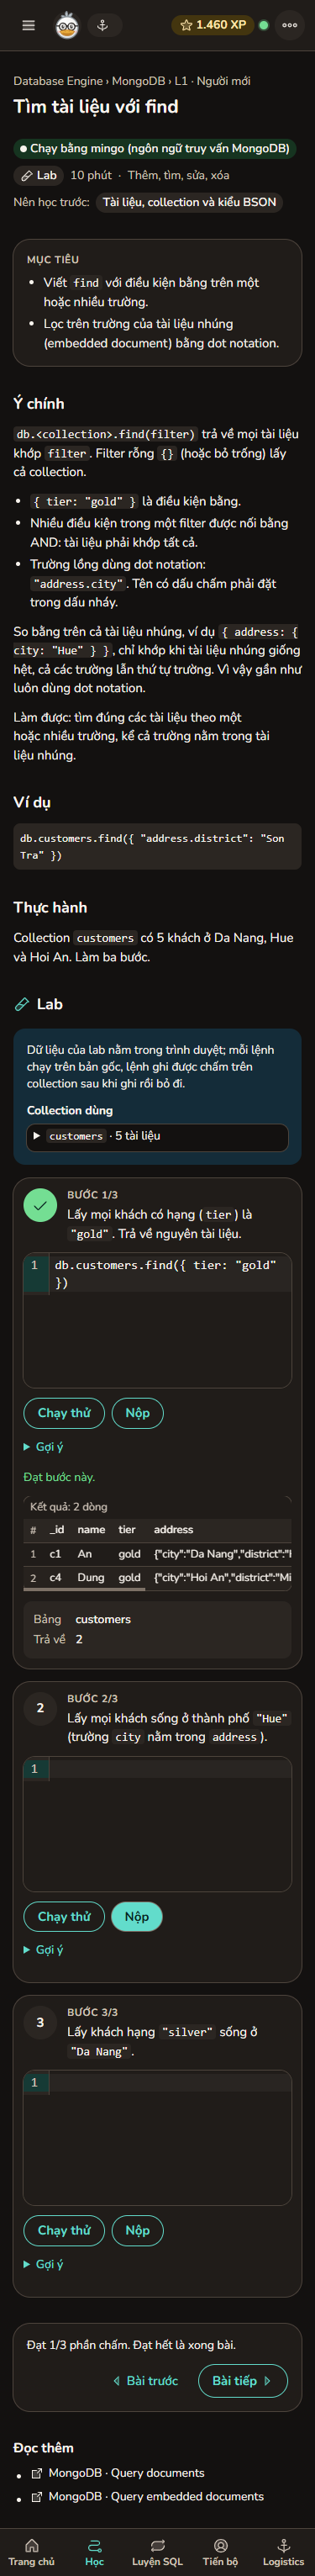 1.460 XP
Database Engine › MongoDB › L1 · Người mới
Tìm tài liệu với find
Chạy bằng mingo (ngôn ngữ truy vấn MongoDB)
Lab 10 phút · Thêm, tìm, sửa, xóa
Nên học trước: Tài liệu, collection và kiểu BSON
MỤC TIÊU
• Viết find với điều kiện bằng trên một
hoặc nhiều trường.
• Lọc trên trường của tài liệu nhúng
(embedded document) bằng dot notation.
Ý chính
db.<collection>.find(filter) trả về mọi tài liệu
khớp filter. Filter rỗng {} (hoặc bỏ trống) lấy
cả collection.
• { tier: "gold" } là điều kiện bằng.
• Nhiều điều kiện trong một filter được nối bằng
AND: tài liệu phải khớp tất cả.
• Trường lồng dùng dot notation:
"address.city". Tên có dấu chấm phải đặt
trong dấu nháy.
So bằng trên cả tài liệu nhúng, ví dụ { address: {
city: "Hue" } }, chỉ khớp khi tài liệu nhúng giống
hệt, cả các trường lẫn thứ tự trường. Vì vậy gần như
luôn dùng dot notation.
Làm được: tìm đúng các tài liệu theo một
hoặc nhiều trường, kể cả trường nằm trong tài
liệu nhúng.
Ví dụ
db.customers.find({ "address.district": "Son
Tra" })
Thực hành
Collection customers có 5 khách ở Da Nang, Hue
và Hoi An. Làm ba bước.
Lab
Dữ liệu của lab nằm trong trình duyệt; mỗi lệnh
chạy trên bản gốc, lệnh ghi được chấm trên
collection sau khi ghi rồi bỏ đi.
Collection dùng
customers · 5 tài liệu
BƯỚC 1/3
Lấy mọi khách có hạng (tier) là
"gold". Trả về nguyên tài liệu.
1 db.customers.find({ tier: "gold"
})
Chạy thử Nộp
Gợi ý
Đạt bước này.
Kết quả: 2 dòng
# _id name tier address
1 c1 An gold {"city":"Da Nang","district":"
2 c4 Dung gold {"city":"Hoi An","district":"Mi
Bảng customers
Trả về 2
2
BƯỚC 2/3
Lấy mọi khách sống ở thành phố "Hue"
(trường city nằm trong address).
1
Chạy thử Nộp
Gợi ý
3
BƯỚC 3/3
Lấy khách hạng "silver" sống ở
"Da Nang".
1
Chạy thử Nộp
Gợi ý
Đạt 1/3 phần chấm. Đạt hết là xong bài.
Bài trước Bài tiếp
Đọc thêm
• MongoDB · Query documents
• MongoDB · Query embedded documents
Trang chủ Học Luyện SQL Tiến bộ Logistics